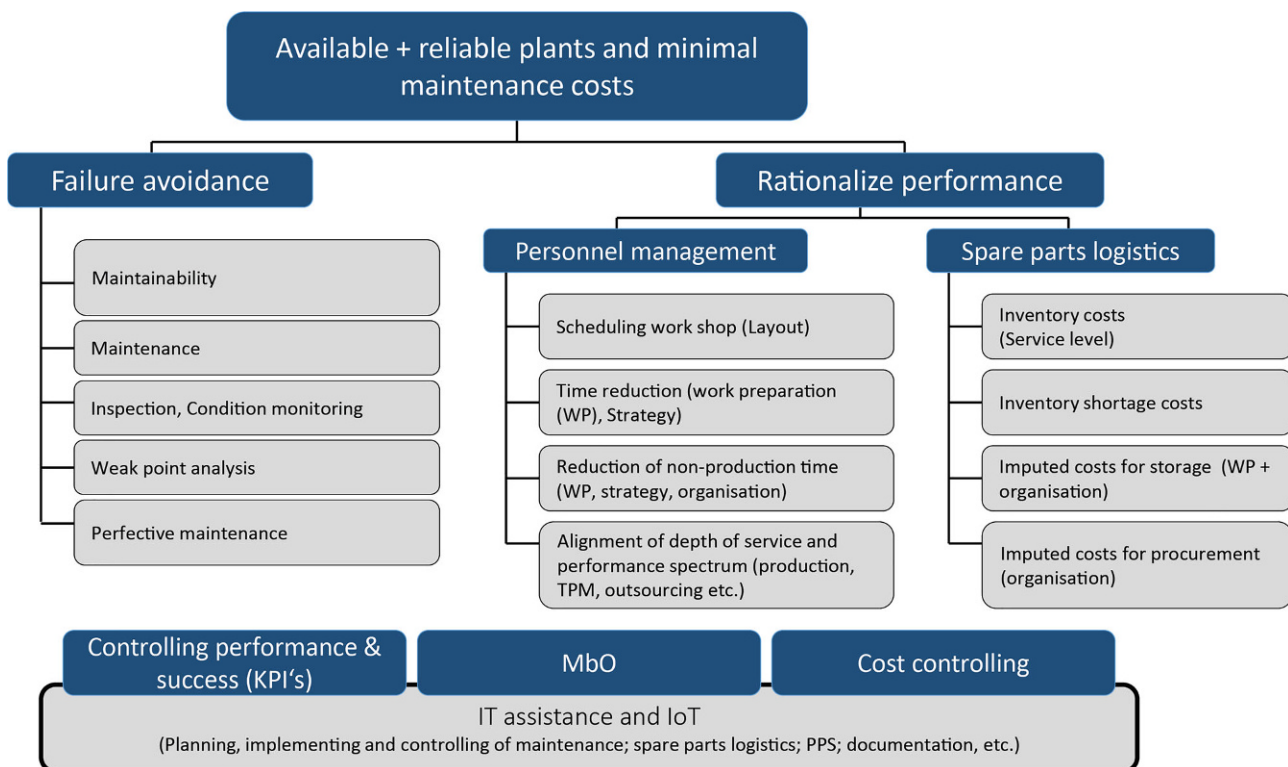 Available + reliable plants and minimal
maintenance costs
Failure avoidance
Rationalize performance
Personnel management
Spare parts logistics
Maintainability
Maintenance
Inspection, Condition monitoring
Weak point analysis
Perfective maintenance
Scheduling work shop (Layout)
Time reduction (work preparation
(WP), Strategy)
Reduction of non-production time
(WP, strategy, organisation)
Alignment of depth of service and
performance spectrum (production,
TPM, outsourcing etc.)
Inventory costs
(Service level)
Inventory shortage costs
Imputed costs for storage (WP +
organisation)
Imputed costs for procurement
(organisation)
Controlling performance &
success (KPI‘s)
MbO
Cost controlling
IT assistance and IoT
(Planning, implementing and controlling of maintenance; spare parts logistics; PPS; documentation, etc.)